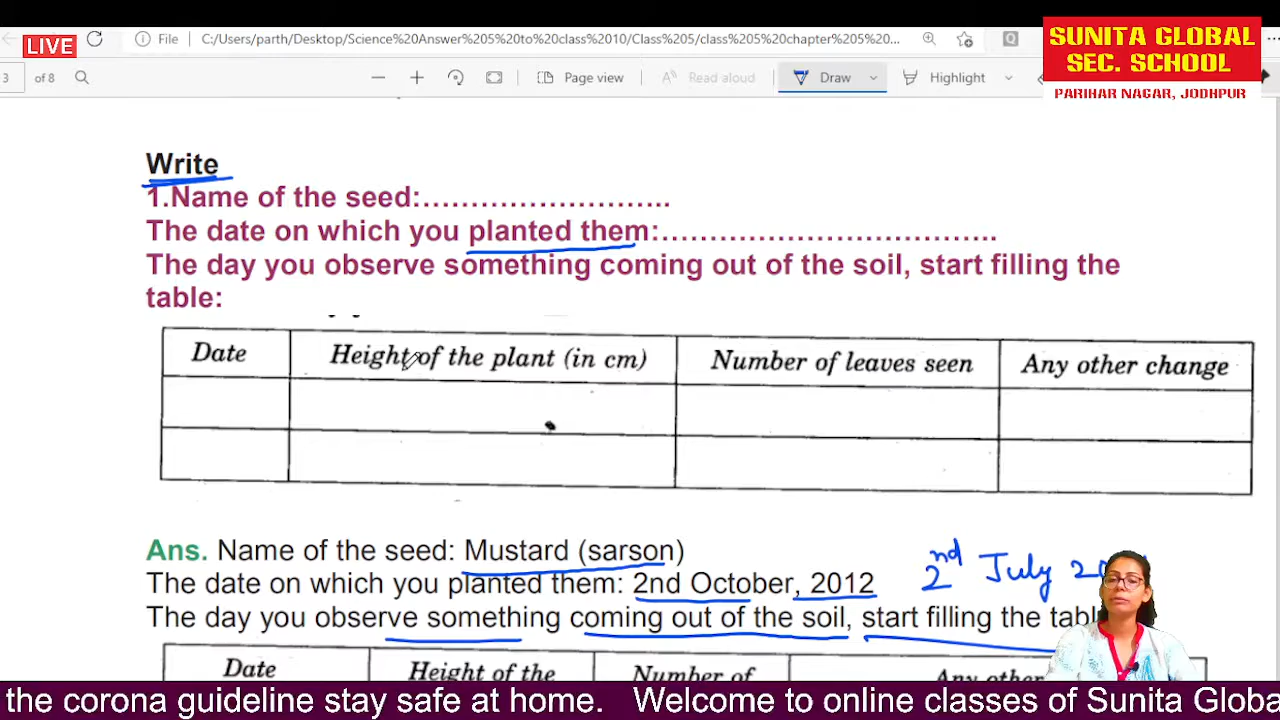 LIVE
File
C:/Users/parth/Desktop/Science%20Answer%205%20to%20class%2010/Class%205/class%205%20chapter%205%20...
SUNITA GLOBAL
SEC. SCHOOL
PARIHAR NAGAR, JODHPUR
3 of 8
Page view
Read aloud
Draw
Highlight
Write
1.Name of the seed:……………………..
The date on which you planted them:……………………………..
The day you observe something coming out of the soil, start filling the
table:
Date Height of the plant (in cm) Number of leaves seen Any other change
Ans. Name of the seed: Mustard (sarson)
The date on which you planted them: 2nd October, 2012
2nd July
The day you observe something coming out of the soil, start filling the
Date Height of the Number of
the corona guideline stay safe at home. Welcome to online classes of Sunita